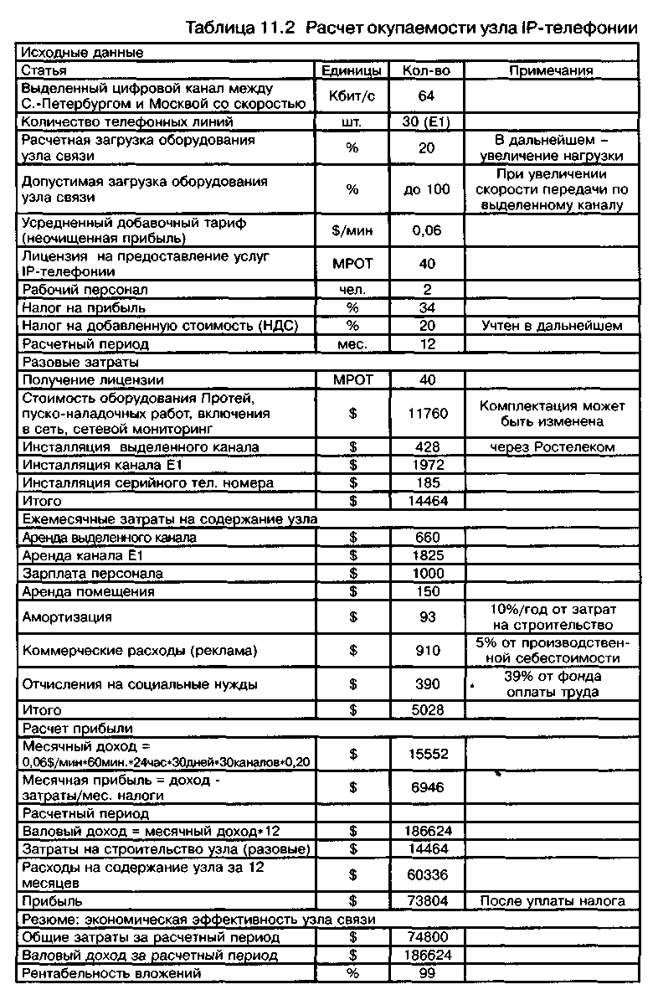 Таблица 11.2 Расчет окупаемости узла IP-телефонии
Исходные данные
Статья Единицы Кол-во Примечания
Выделенный цифровой канал между
С.-Петербургом и Москвой со скоростью Кбит/с 64
Количество телефонных линий шт. 30 (E1)
Расчетная загрузка оборудования
узла связи % 20 В дальнейшем –
увеличение нагрузки
Допустимая загрузка оборудования
узла связи % до 100 При увеличении
скорости передачи по
выделенному каналу
Усредненный добавочный тариф
(неочищенная прибыль) $/мин 0,06
Лицензия на предоставление услуг
IP-телефонии МРОТ 40
Рабочий персонал чел. 2
Налог на прибыль % 34
Налог на добавленную стоимость (НДС) % 20 Учтен в дальнейшем
Расчетный период мес. 12
Разовые затраты
Получение лицензии МРОТ 40
Стоимость оборудования Протей,
пуско-наладочных работ, включения
в сеть, сетевой мониторинг $ 11760 Комплектация может
быть изменена
Инсталляция выделенного канала $ 428 через Ростелеком
Инсталляция канала E1 $ 1972
Инсталляция серийного тел. номера $ 185
Итого $ 14464
Ежемесячные затраты на содержание узла
Аренда выделенного канала $ 660
Аренда канала E1 $ 1825
Зарплата персонала $ 1000
Аренда помещения $ 150
Амортизация $ 93 10%/год от затрат
на строительство
Коммерческие расходы (реклама) $ 910 5% от производствен-
ной себестоимости
Отчисления на социальные нужды $ 390 39% от фонда
оплаты труда
Итого $ 5028
Расчет прибыли
Месячный доход =
0,06$/мин*60мин.*24час*30дней*30каналов*0,20 $ 15552
Месячная прибыль = доход -
затраты/мес. налоги $ 6946
Расчетный период
Валовый доход = месячный доход*12 $ 186624
Затраты на строительство узла (разовые) $ 14464
Расходы на содержание узла за 12
месяцев $ 60336
Прибыль $ 73804 После уплаты налога
Резюме: экономическая эффективность узла связи
Общие затраты за расчетный период $ 74800
Валовый доход за расчетный период $ 186624
Рентабельность вложений % 99